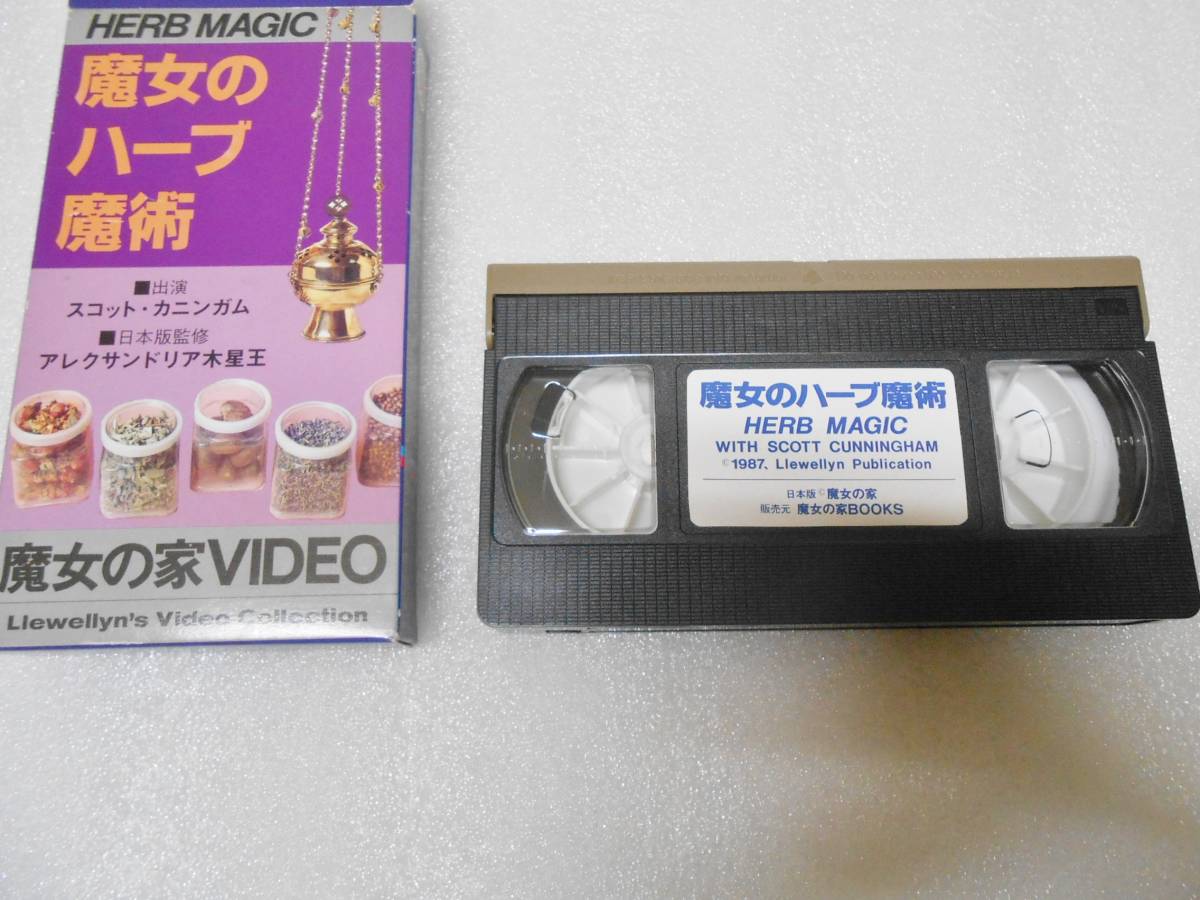 HERB MAGIC
魔女の
ハーブ
魔術
■出演
スコット・カニンガム
■日本版監修
アレクサンドリア木星王
魔女の家VIDEO
Llewellyn's Video Collection
魔女のハーブ魔術
HERB MAGIC
WITH SCOTT CUNNINGHAM
©1987、Llewellyn Publication
日本版©魔女の家
販売元 魔女の家BOOKS